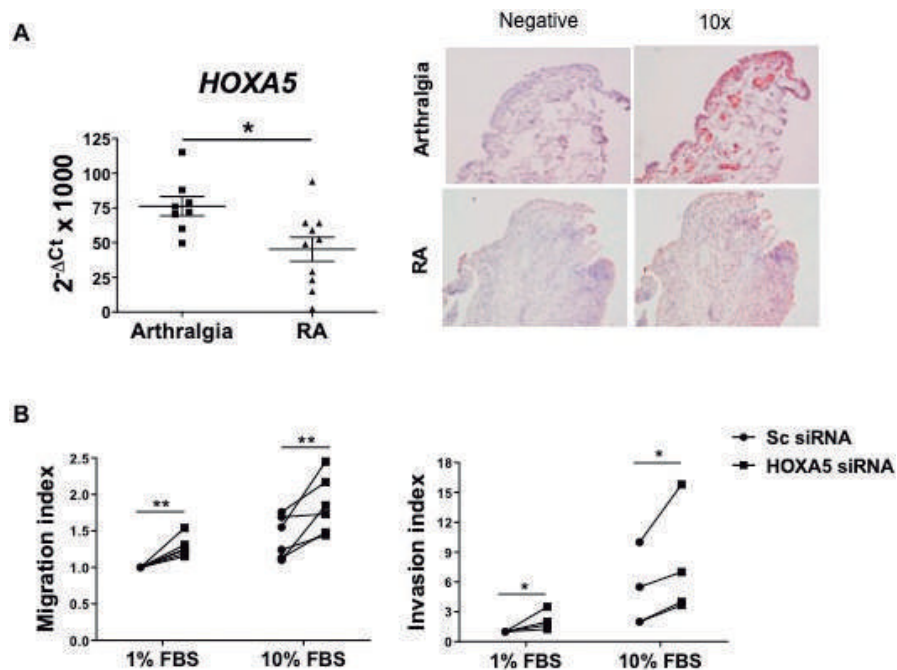 A
HOXA5
*
2-ΔCt x 1000
125
100
75
50
25
0
Arthralgia RA
Negative 10x
Arthralgia
RA
B
Migration index
2.5
2.0
1.5
1.0
0.5
0.0
** **
1% FBS 10% FBS
Invasion index
18
15
12
9
6
3
0
* *
1% FBS 10% FBS
Sc siRNA
HOXA5 siRNA